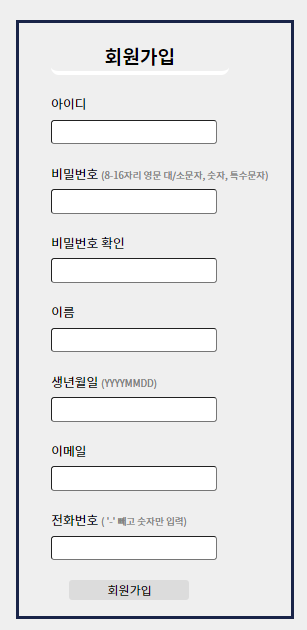 회원가입
아이디
비밀번호 (8-16자리 영문 대/소문자, 숫자, 특수문자)
비밀번호 확인
이름
생년월일 (YYYYMMDD)
이메일
전화번호 ( '-' 빼고 숫자만 입력)
회원가입